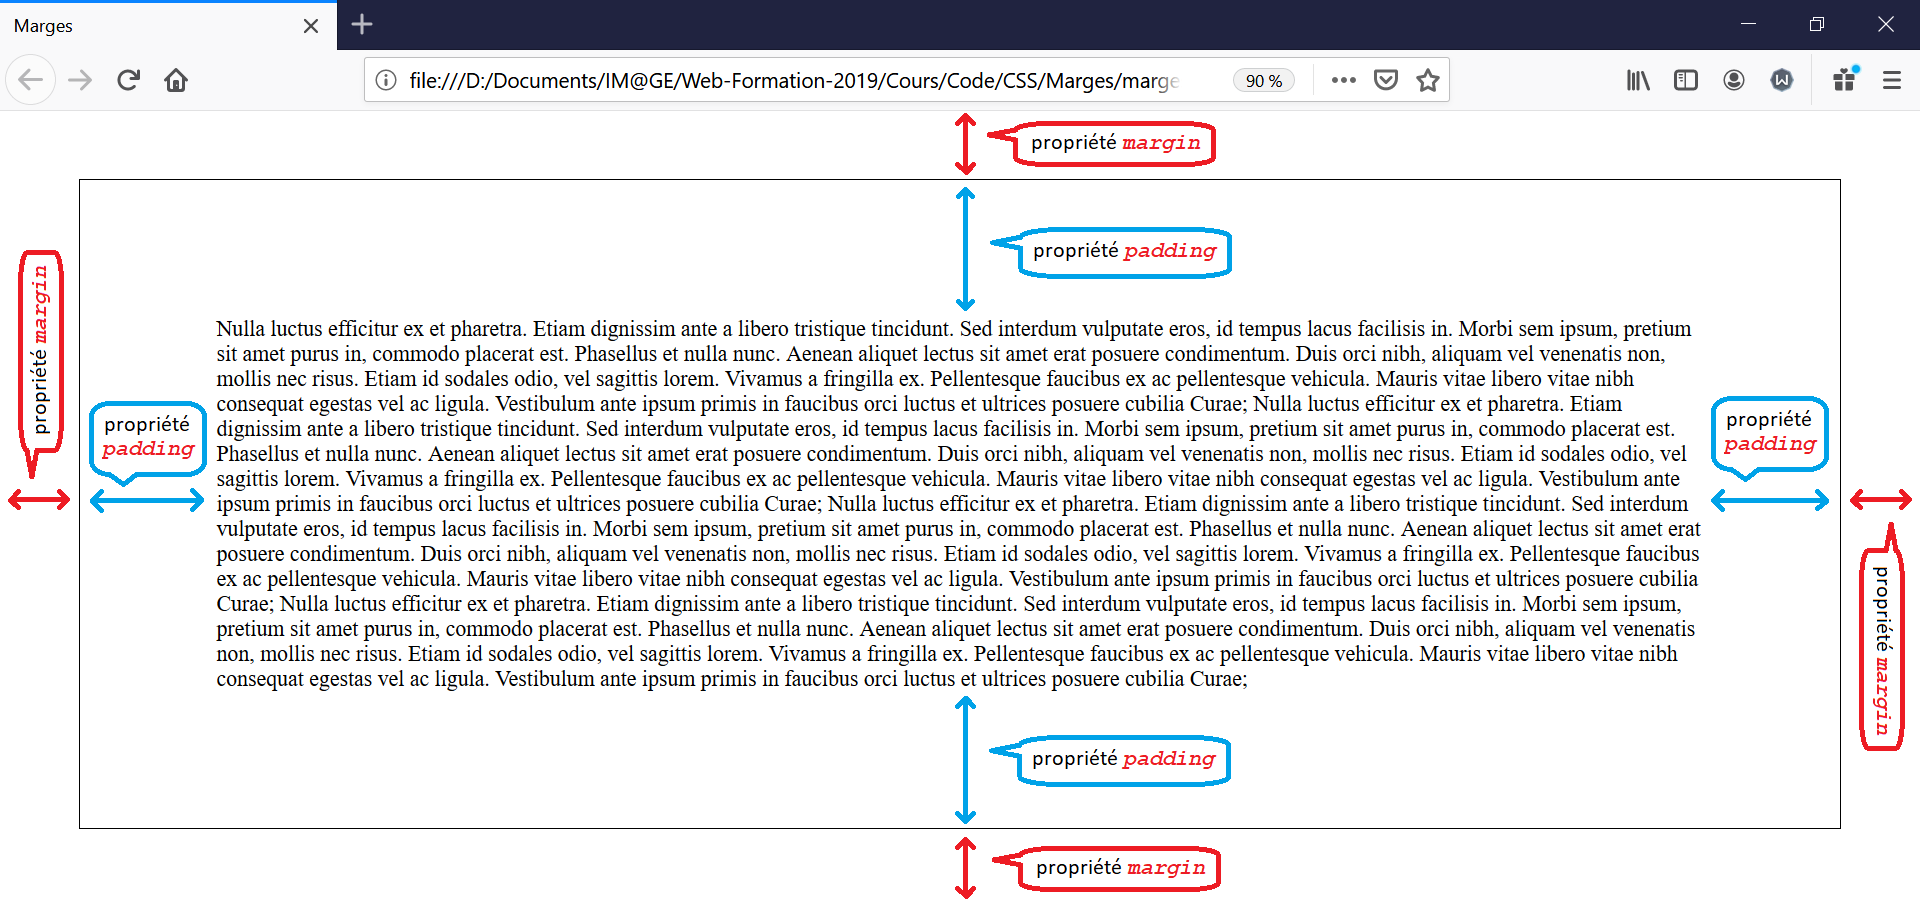 Marges
file:///D:/Documents/IM@GE/Web-Formation-2019/Cours/Code/CSS/Marges/marge
90 %
propriété margin
propriété padding
propriété margin
Nulla luctus efficitur ex et pharetra. Etiam dignissim ante a libero tristique tincidunt. Sed interdum vulputate eros, id tempus lacus facilisis in. Morbi sem ipsum, pretium
sit amet purus in, commodo placerat est. Phasellus et nulla nunc. Aenean aliquet lectus sit amet erat posuere condimentum. Duis orci nibh, aliquam vel venenatis non,
mollis nec risus. Etiam id sodales odio, vel sagittis lorem. Vivamus a fringilla ex. Pellentesque faucibus ex ac pellentesque vehicula. Mauris vitae libero vitae nibh
consequat egestas vel ac ligula. Vestibulum ante ipsum primis in faucibus orci luctus et ultrices posuere cubilia Curae; Nulla luctus efficitur ex et pharetra. Etiam
dignissim ante a libero tristique tincidunt. Sed interdum vulputate eros, id tempus lacus facilisis in. Morbi sem ipsum, pretium sit amet purus in, commodo placerat est.
Phasellus et nulla nunc. Aenean aliquet lectus sit amet erat posuere condimentum. Duis orci nibh, aliquam vel venenatis non, mollis nec risus. Etiam id sodales odio, vel
sagittis lorem. Vivamus a fringilla ex. Pellentesque faucibus ex ac pellentesque vehicula. Mauris vitae libero vitae nibh consequat egestas vel ac ligula. Vestibulum ante
ipsum primis in faucibus orci luctus et ultrices posuere cubilia Curae; Nulla luctus efficitur ex et pharetra. Etiam dignissim ante a libero tristique tincidunt. Sed interdum
vulputate eros, id tempus lacus facilisis in. Morbi sem ipsum, pretium sit amet purus in, commodo placerat est. Phasellus et nulla nunc. Aenean aliquet lectus sit amet erat
posuere condimentum. Duis orci nibh, aliquam vel venenatis non, mollis nec risus. Etiam id sodales odio, vel sagittis lorem. Vivamus a fringilla ex. Pellentesque faucibus
ex ac pellentesque vehicula. Mauris vitae libero vitae nibh consequat egestas vel ac ligula. Vestibulum ante ipsum primis in faucibus orci luctus et ultrices posuere cubilia
Curae; Nulla luctus efficitur ex et pharetra. Etiam dignissim ante a libero tristique tincidunt. Sed interdum vulputate eros, id tempus lacus facilisis in. Morbi sem ipsum,
pretium sit amet purus in, commodo placerat est. Phasellus et nulla nunc. Aenean aliquet lectus sit amet erat posuere condimentum. Duis orci nibh, aliquam vel venenatis
non, mollis nec risus. Etiam id sodales odio, vel sagittis lorem. Vivamus a fringilla ex. Pellentesque faucibus ex ac pellentesque vehicula. Mauris vitae libero vitae nibh
consequat egestas vel ac ligula. Vestibulum ante ipsum primis in faucibus orci luctus et ultrices posuere cubilia Curae;
propriété
padding
propriété
padding
propriété margin
propriété padding
propriété margin